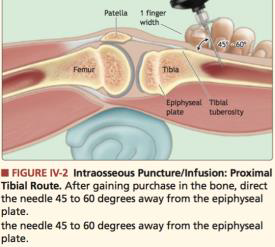 Patella
1 finger
width
45° - 60°
Femur
Tibia
Epiphyseal
plate
Tibial
tuberosity
■ FIGURE IV-2 Intraosseous Puncture/Infusion: Proximal
Tibial Route. After gaining purchase in the bone, direct
the needle 45 to 60 degrees away from the epiphyseal
plate.
the needle 45 to 60 degrees away from the epiphyseal
plate.